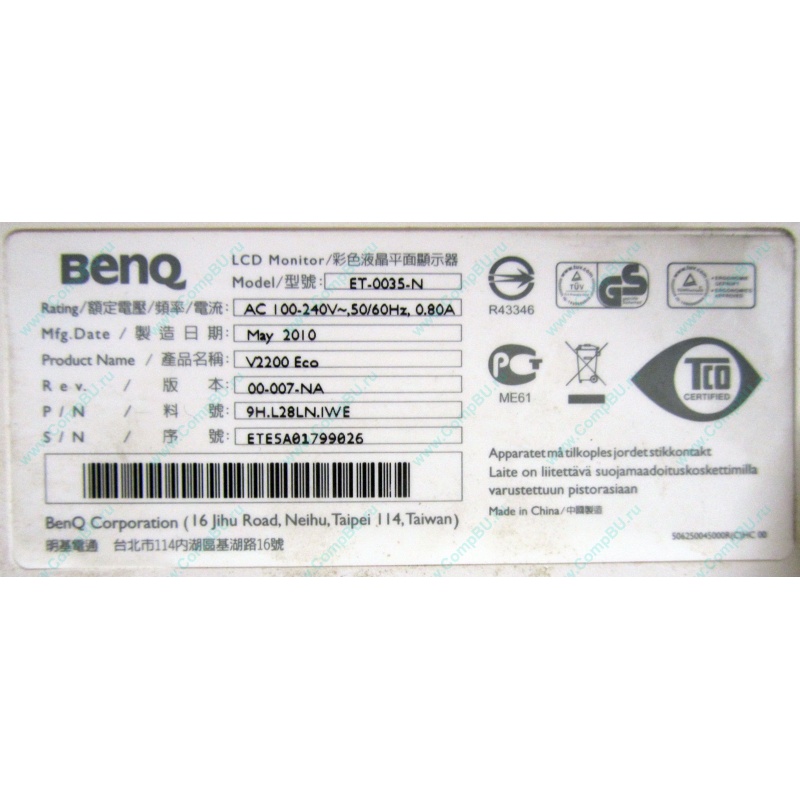 BenQ
LCD Monitor/彩色液晶平面顯示器
Model/型號: ET-0035-N
Rating/額定電壓/頻率/電流: AC 100-240V~,50/60Hz, 0.80A
Mfg.Date / 製造日期: May 2010
Product Name / 產品名稱: V2200 Eco
Rev. / 版本: 00-007-NA
P/N / 料號: 9H.L28LN.IWE
S/N / 序號: ETE5A01799026
BenQ Corporation (16 Jihu Road, Neihu,Taipei 114,Taiwan)
明基電通 台北市114內湖區基湖路16號
R43346
TÜV
GS
ME61
TCO
CERTIFIED
Apparatet må tilkoples jordet stikkontakt
Laite on liitettävä suojamaadoituskoskettimilla
varustettuun pistorasiaan
Made in China/中國製造
www.CompBU.ru